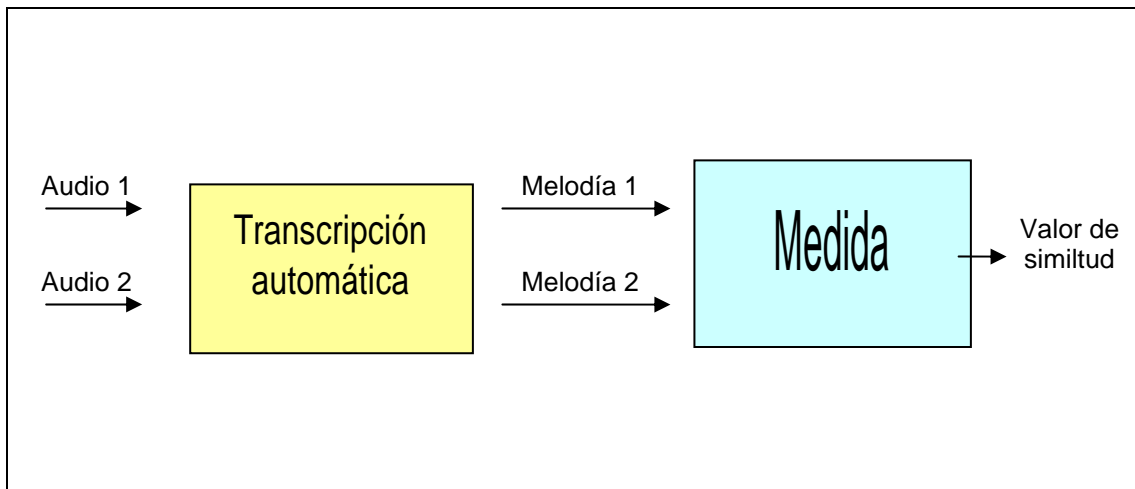 Audio 1
Audio 2
Transcripción
automática
Melodía 1
Melodía 2
Medida
Valor de
similtud